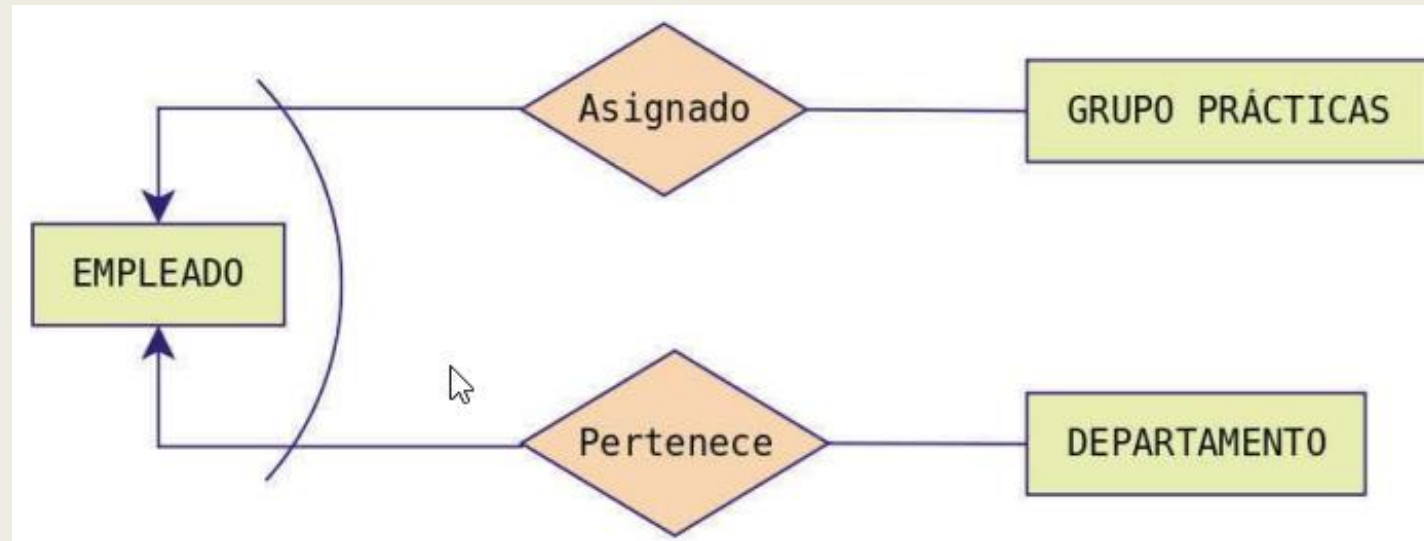 Asignado
GRUPO PRÁCTICAS
EMPLEADO
Pertenece
DEPARTAMENTO